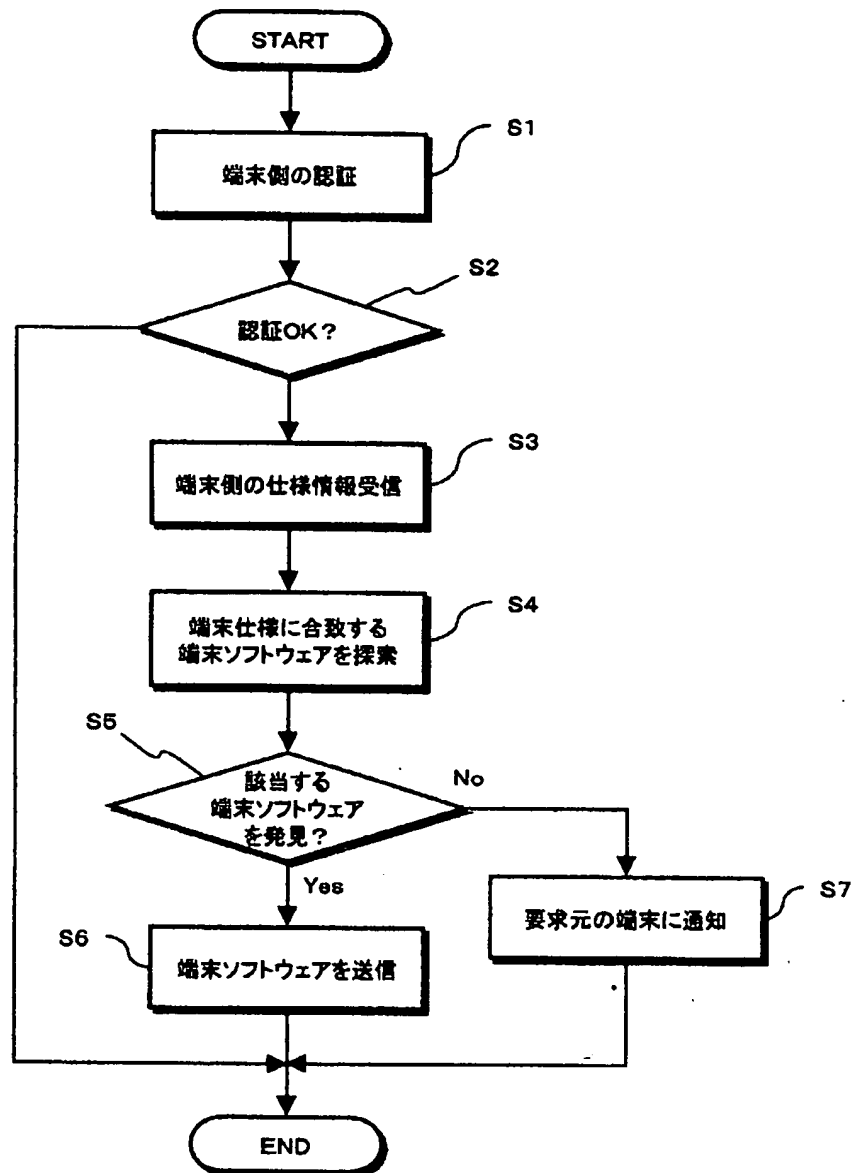 START
S1
端末側の認証
S2
認証OK?
S3
端末側の仕様情報受信
S4
端末仕様に合致する
端末ソフトウェアを探索
S5
該当する
端末ソフトウェア
を発見?
No
Yes
S6
端末ソフトウェアを送信
S7
要求元の端末に通知
END